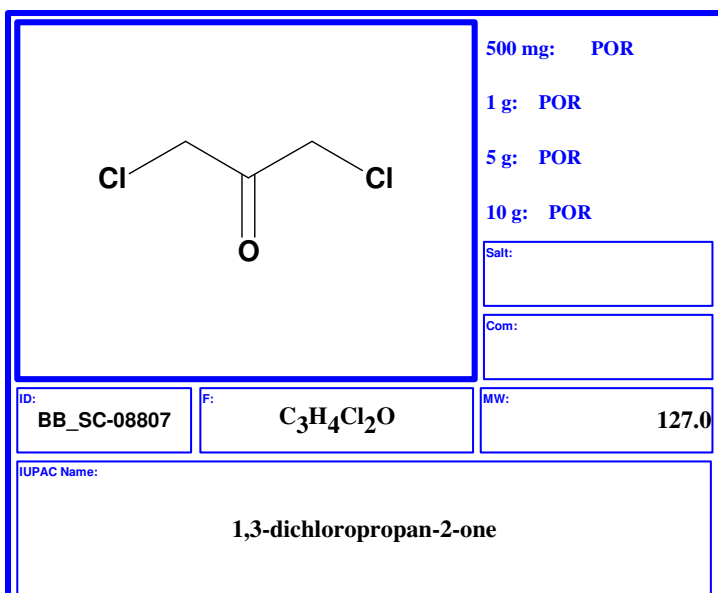 500 mg: POR
1 g: POR
5 g: POR
10 g: POR
Cl
Cl
O
Salt:
Com:
ID:
BB_SC-08807
F:
C3H4Cl2O
MW:
127.0
IUPAC Name:
1,3-dichloropropan-2-one